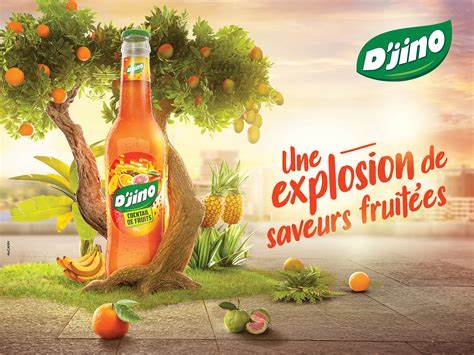 D'jino
Une
explosion de
saveurs fruitées
D'jino
COCKTAIL
DE FRUITS